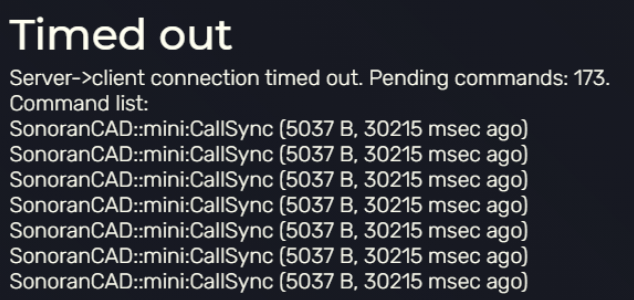 Timed out
Server->client connection timed out. Pending commands: 173.
Command list:
SonoranCAD::mini:CallSync (5037 B, 30215 msec ago)
SonoranCAD::mini:CallSync (5037 B, 30215 msec ago)
SonoranCAD::mini:CallSync (5037 B, 30215 msec ago)
SonoranCAD::mini:CallSync (5037 B, 30215 msec ago)
SonoranCAD::mini:CallSync (5037 B, 30215 msec ago)
SonoranCAD::mini:CallSync (5037 B, 30215 msec ago)
SonoranCAD::mini:CallSync (5037 B, 30215 msec ago)